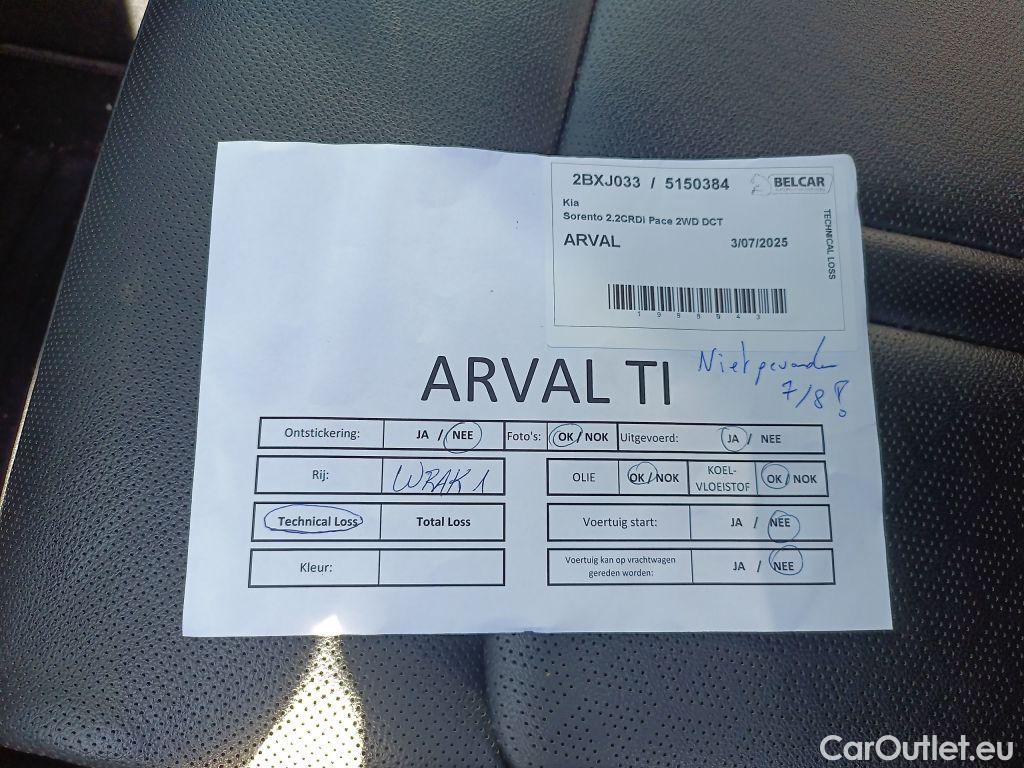 2BXJ033 / 5150384
BELCAR
Kia
Sorento 2.2CRDi Pace 2WD DCT
ARVAL 3/07/2025
TECHNICAL LOSS
1998943
ARVAL TI
Niet gevonden
7/8!
Ontstickering: JA / NEE Foto's: OK / NOK Uitgevoerd: JA / NEE
Rij: WRAK 1
OLIE OK / NOK KOEL-
VLOEISTOF OK / NOK
Technical Loss Total Loss
Voertuig start: JA / NEE
Kleur:
Voertuig kan op vrachtwagen
gereden worden: JA / NEE
CarOutlet.eu